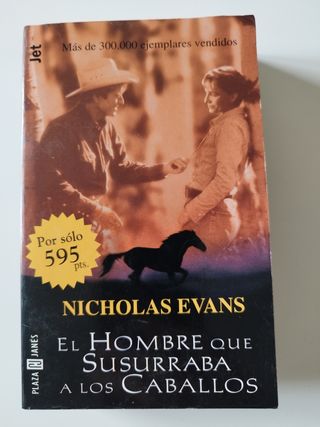 Jet
Más de 300.000 ejemplares vendidos
Por sólo
595
pts.
NICHOLAS EVANS
EL HOMBRE QUE
SUSURRABA
A LOS CABALLOS
PLAZA & JANÉS